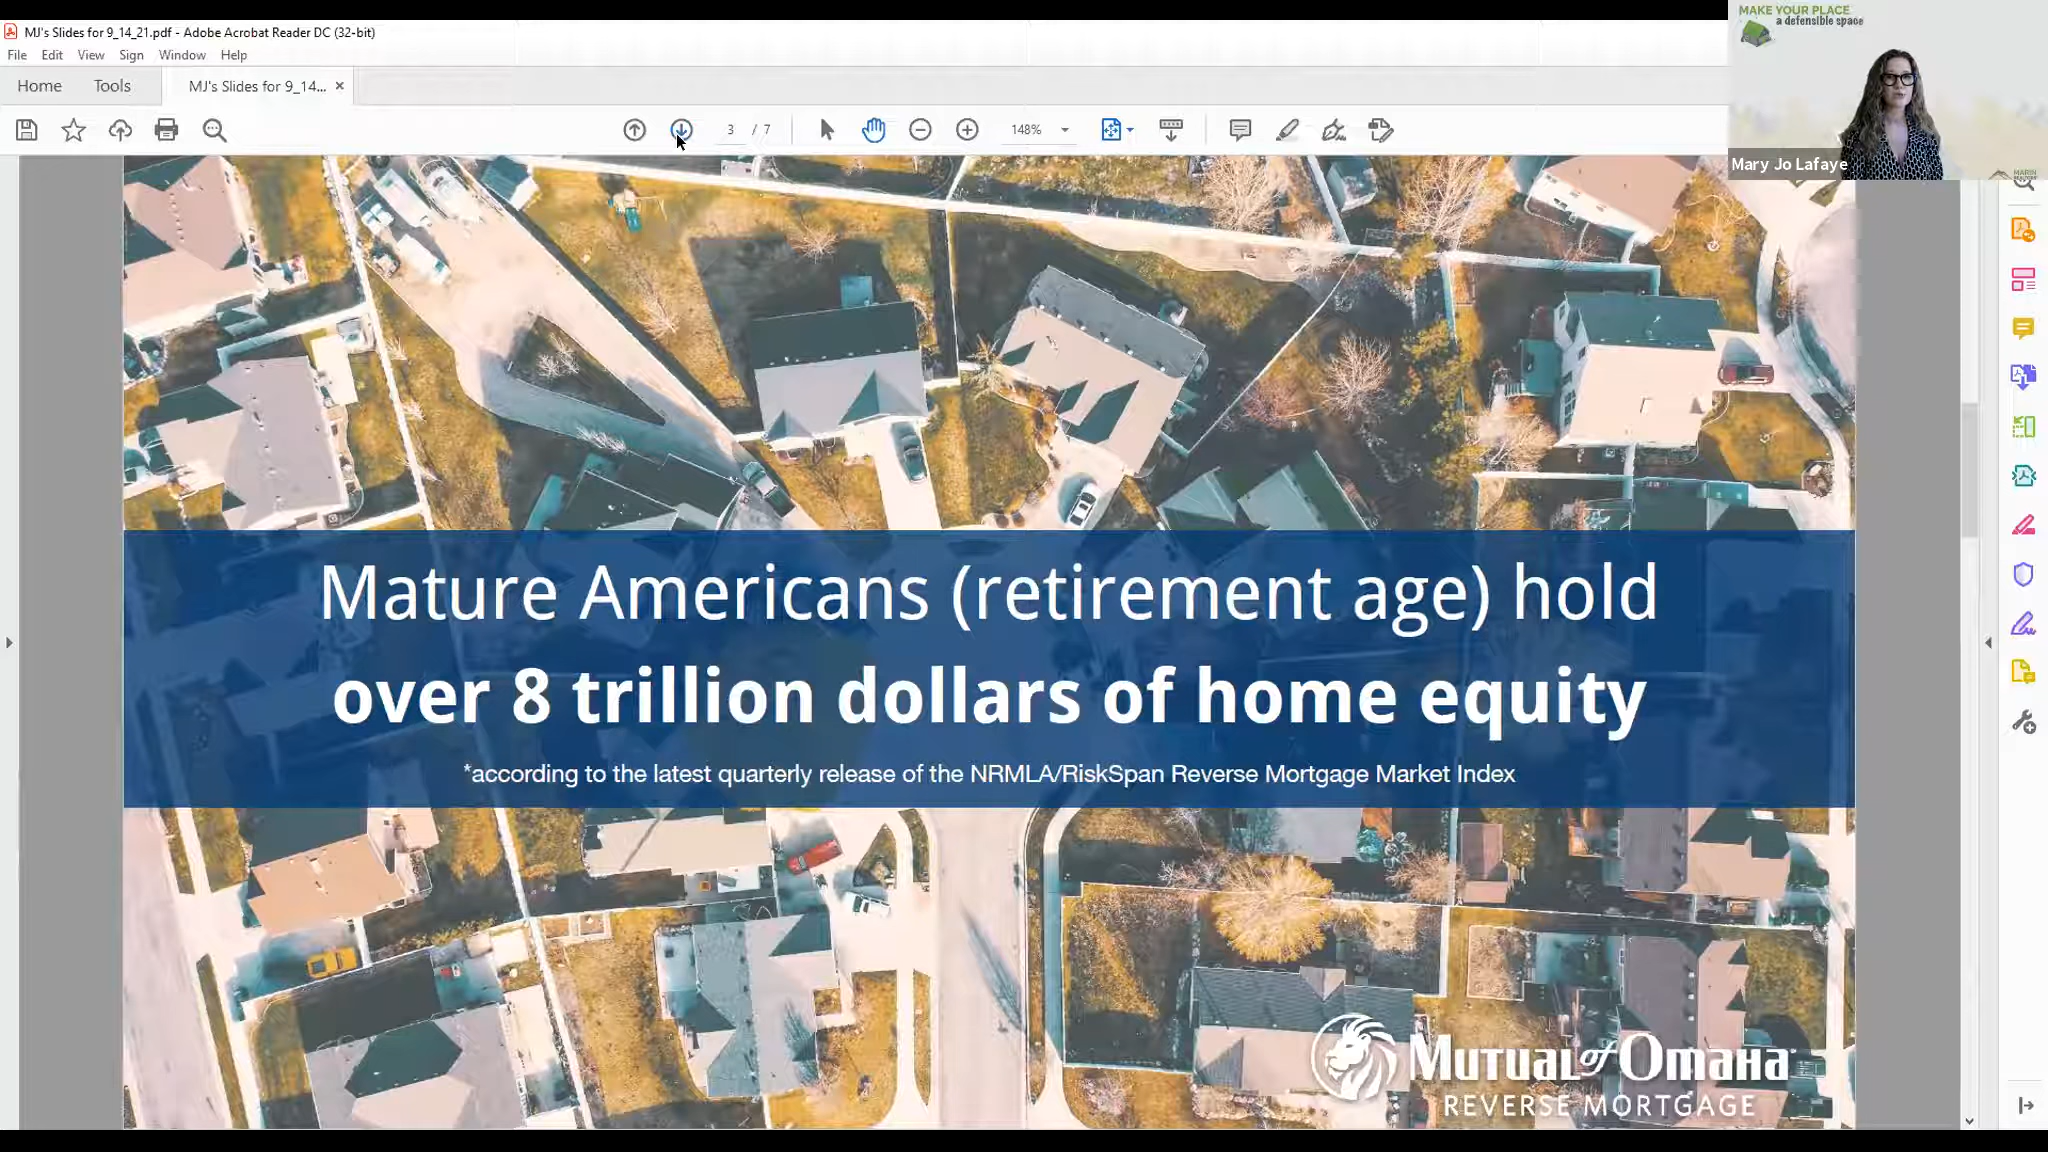 MJ's Slides for 9_14_21.pdf - Adobe Acrobat Reader DC (32-bit)
File Edit View Sign Window Help
Home Tools MJ's Slides for 9_14... ×
3 / 7 148%
MAKE YOUR PLACE
a defensible space
Mary Jo Lafaye
MARIN
Mature Americans (retirement age) hold
over 8 trillion dollars of home equity
*according to the latest quarterly release of the NRMLA/RiskSpan Reverse Mortgage Market Index
MUTUAL of OMAHA
REVERSE MORTGAGE